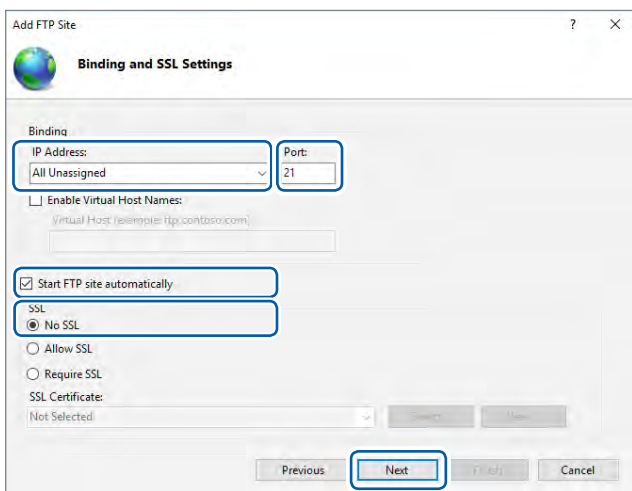 Add FTP Site ? ×
Binding and SSL Settings
Binding
IP Address: Port:
All Unassigned 21
Enable Virtual Host Names:
Virtual Host (example: ftp.contoso.com):
Start FTP site automatically
SSL
No SSL
Allow SSL
Require SSL
SSL Certificate:
Not Selected Select... View...
Previous Next Finish Cancel